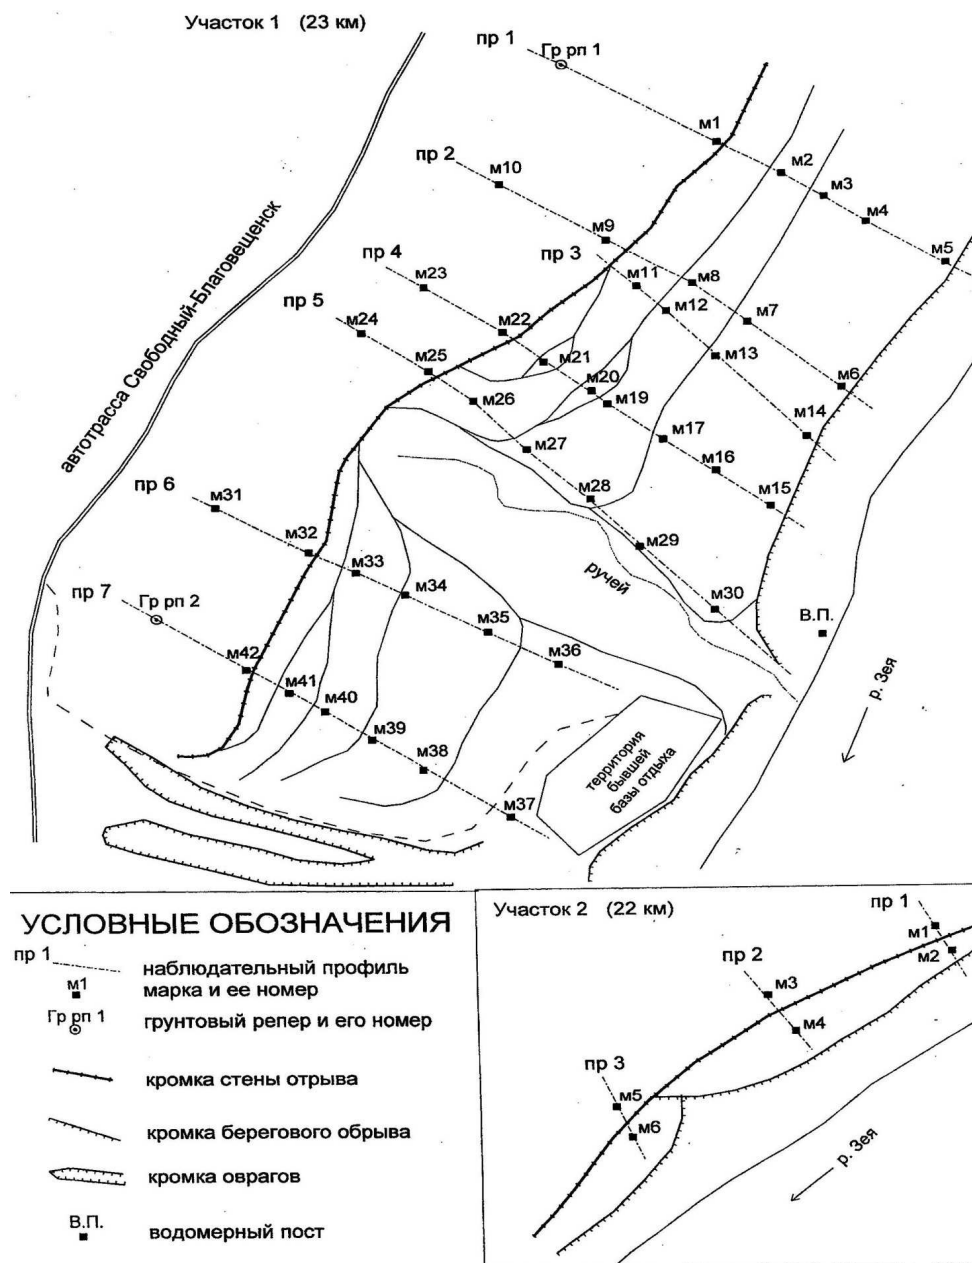 Участок 1 (23 км)
пр 1
Гр рп 1
м1
м2
м3
м4
м5
пр 2
м10
м9
м8
м7
м6
пр 3
м11
м12
м13
м14
пр 4
м23
м22
м21
м20
м19
м17
м16
м15
пр 5
м24
м25
м26
м27
м28
м29
м30
автотрасса Свободный-Благовещенск
ручей
В.П.
р. Зея
пр 6
м31
м32
м33
м34
м35
м36
пр 7
Гр рп 2
м42
м41
м40
м39
м38
м37
территория
бывшей
базы отдыха
УСЛОВНЫЕ ОБОЗНАЧЕНИЯ
пр 1
наблюдательный профиль
м1
марка и ее номер
Гр рп 1
грунтовый репер и его номер
кромка стены отрыва
кромка берегового обрыва
кромка оврагов
В.П.
водомерный пост
Участок 2 (22 км)
пр 1
м1
м2
пр 2
м3
м4
пр 3
м5
м6
р. Зея